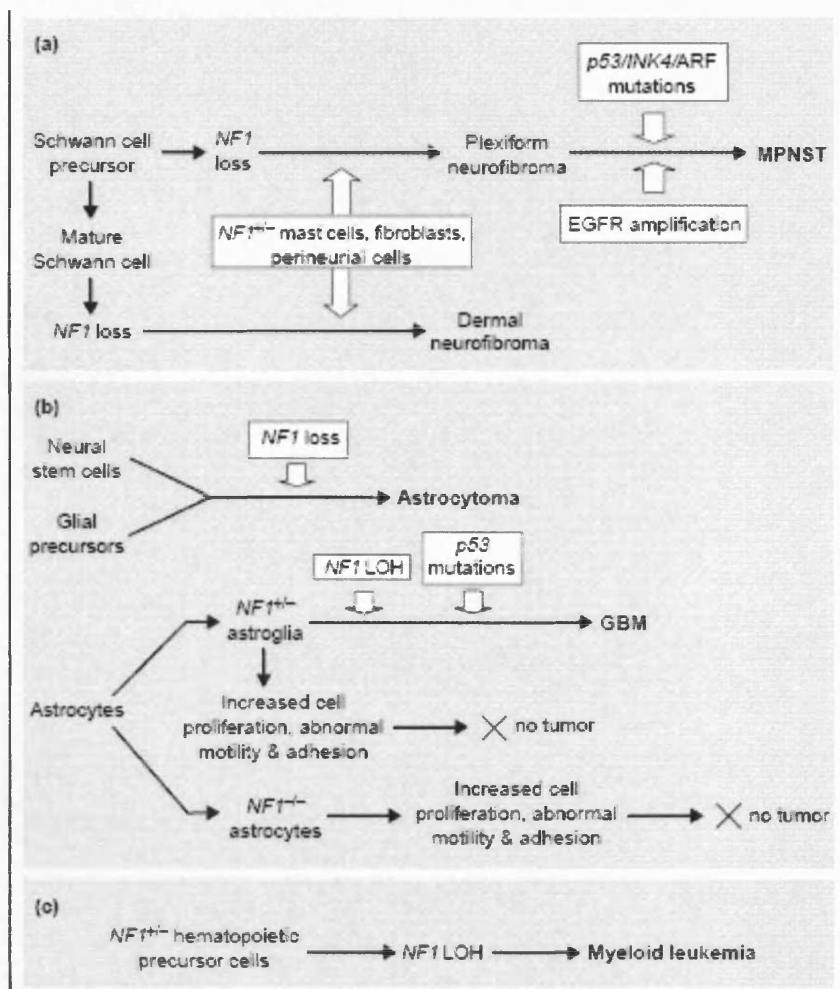 (a)
p53/INK4/ARF
mutations
Schwann cell
precursor
NF1
loss
Plexiform
neurofibroma
MPNST
EGFR amplification
NF1+/– mast cells, fibroblasts,
perineurial cells
Mature
Schwann cell
NF1 loss
Dermal
neurofibroma
(b)
NF1 loss
Neural
stem cells
Astrocytoma
Glial
precursors
NF1 LOH
p53
mutations
NF1+/–
astroglia
GBM
Astrocytes
Increased cell
proliferation, abnormal
motility & adhesion
no tumor
NF1–/–
astrocytes
Increased cell
proliferation, abnormal
motility & adhesion
no tumor
(c)
NF1+/– hematopoietic
precursor cells
NF1 LOH
Myeloid leukemia